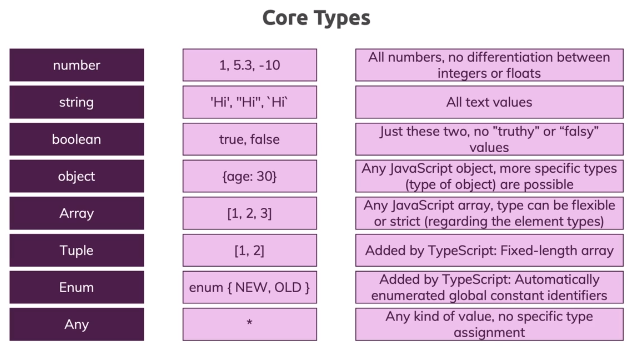 Core Types
number
1, 5.3, -10
All numbers, no differentiation between
integers or floats
string
'Hi', "Hi", `Hi`
All text values
boolean
true, false
Just these two, no "truthy" or “falsy”
values
object
{age: 30}
Any JavaScript object, more specific types
(type of object) are possible
Array
[1, 2, 3]
Any JavaScript array, type can be flexible
or strict (regarding the element types)
Tuple
[1, 2]
Added by TypeScript: Fixed-length array
Enum
enum { NEW, OLD }
Added by TypeScript: Automatically
enumerated global constant identifiers
Any
*
Any kind of value, no specific type
assignment